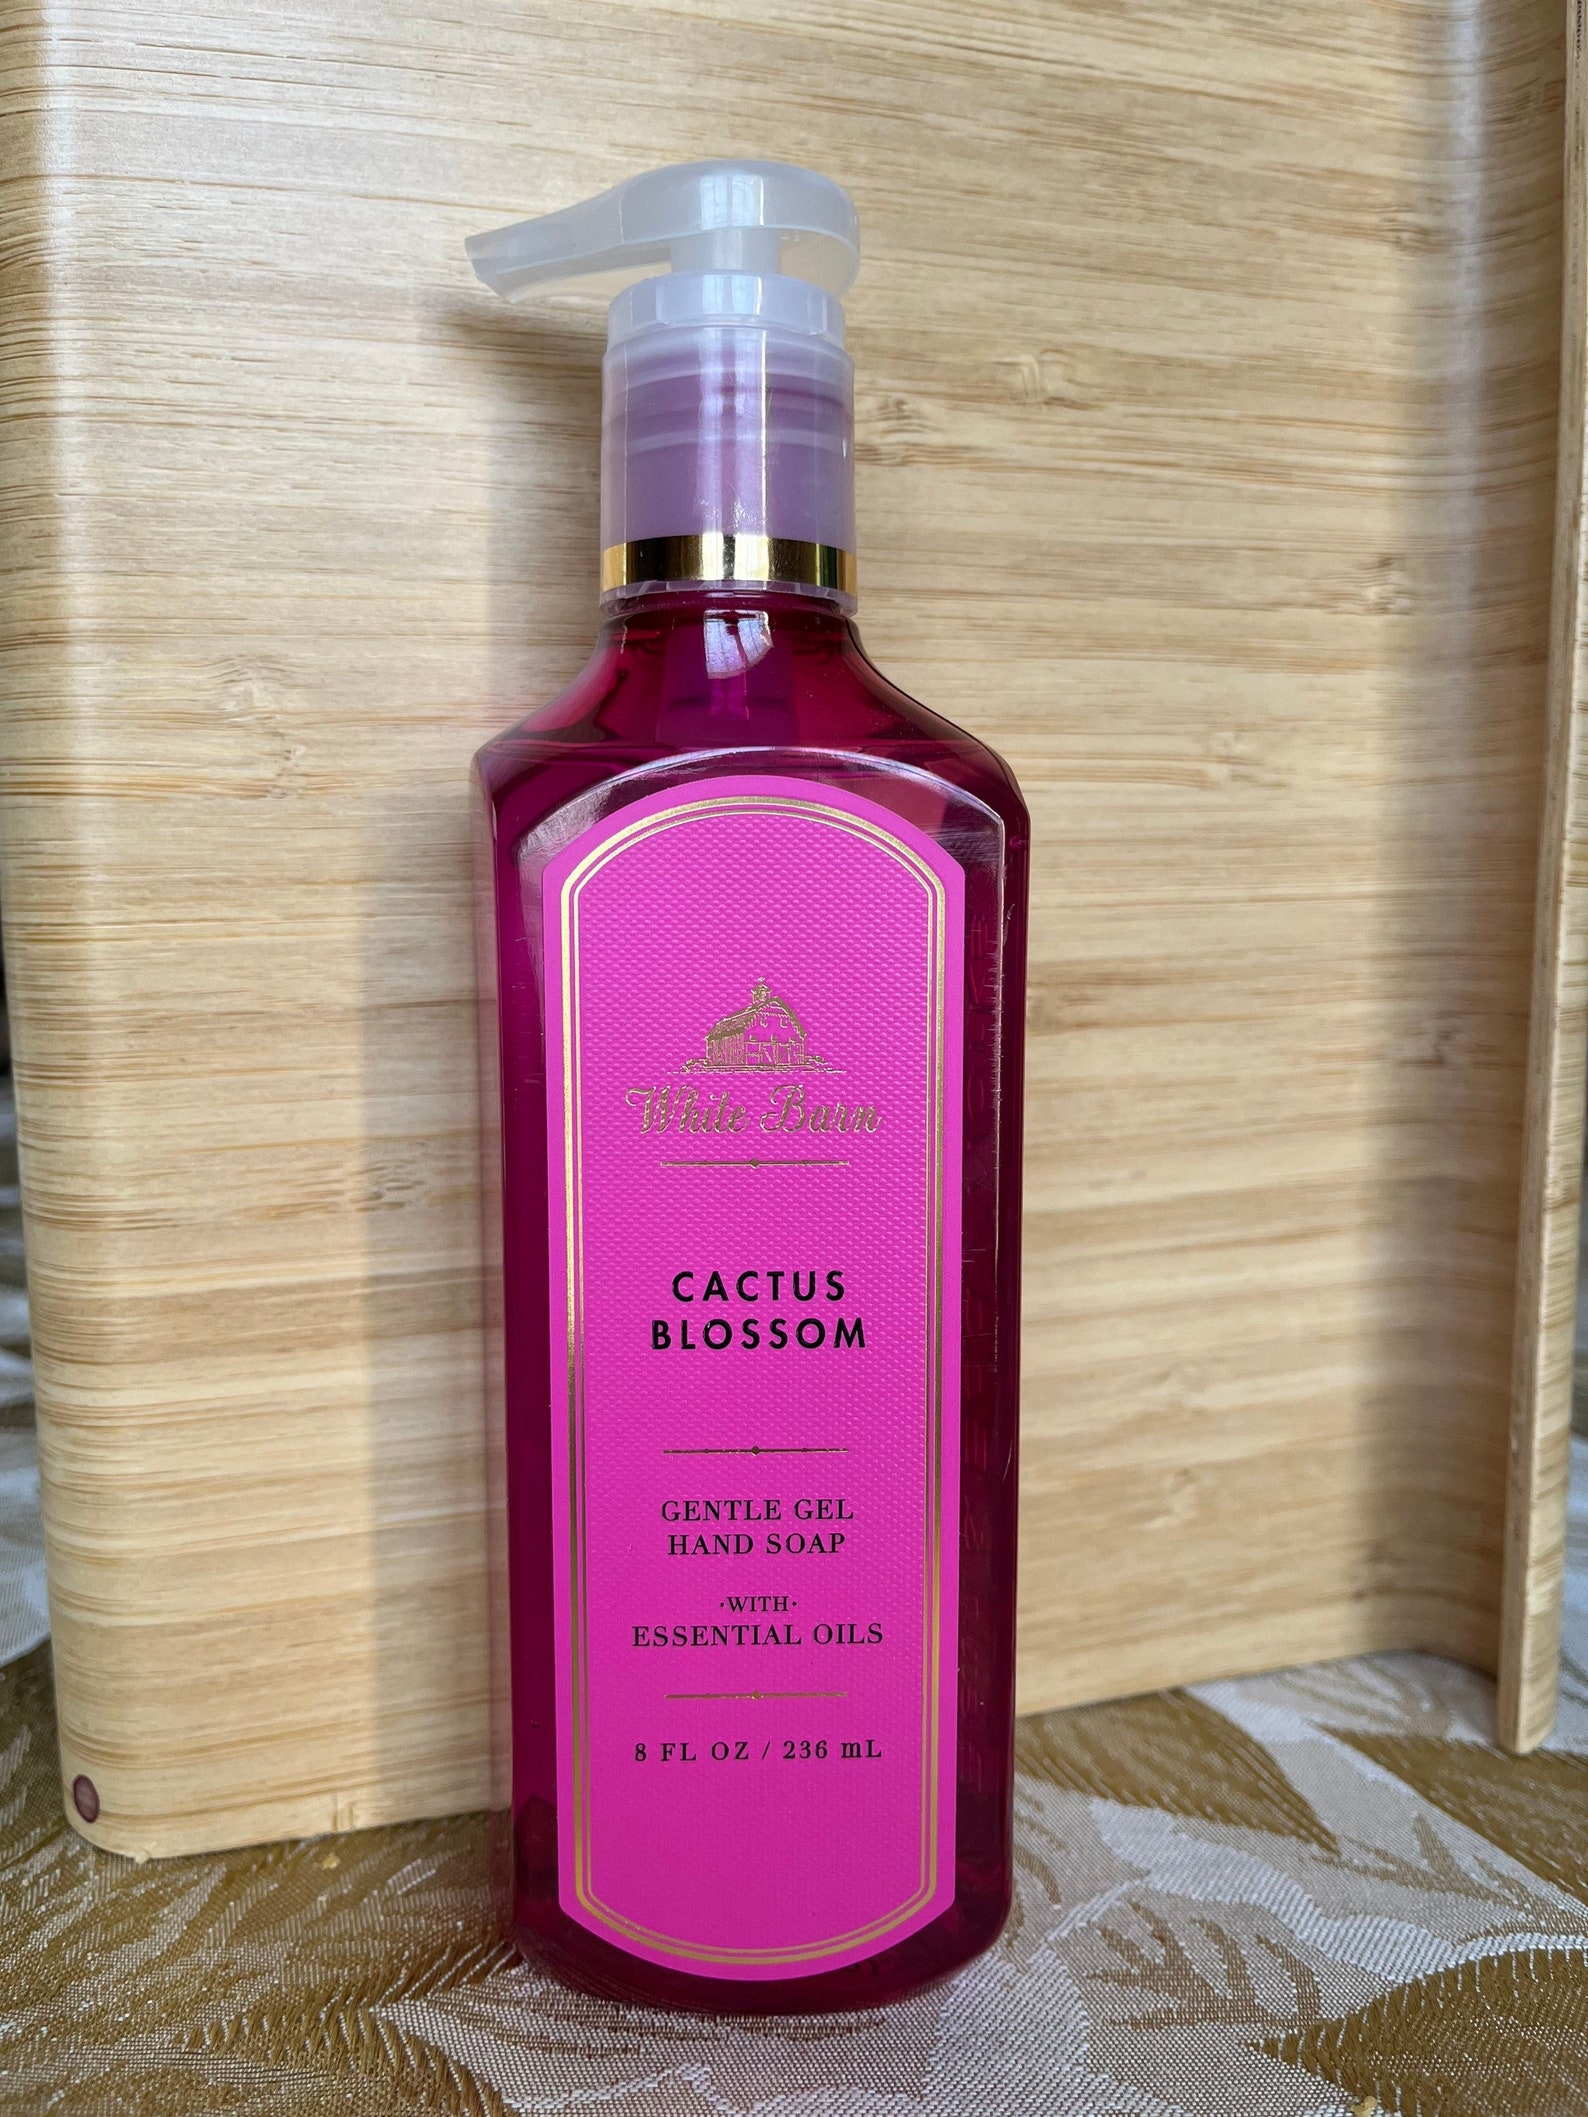 White Barn
CACTUS
BLOSSOM
GENTLE GEL
HAND SOAP
·WITH·
ESSENTIAL OILS
8 FL OZ / 236 mL